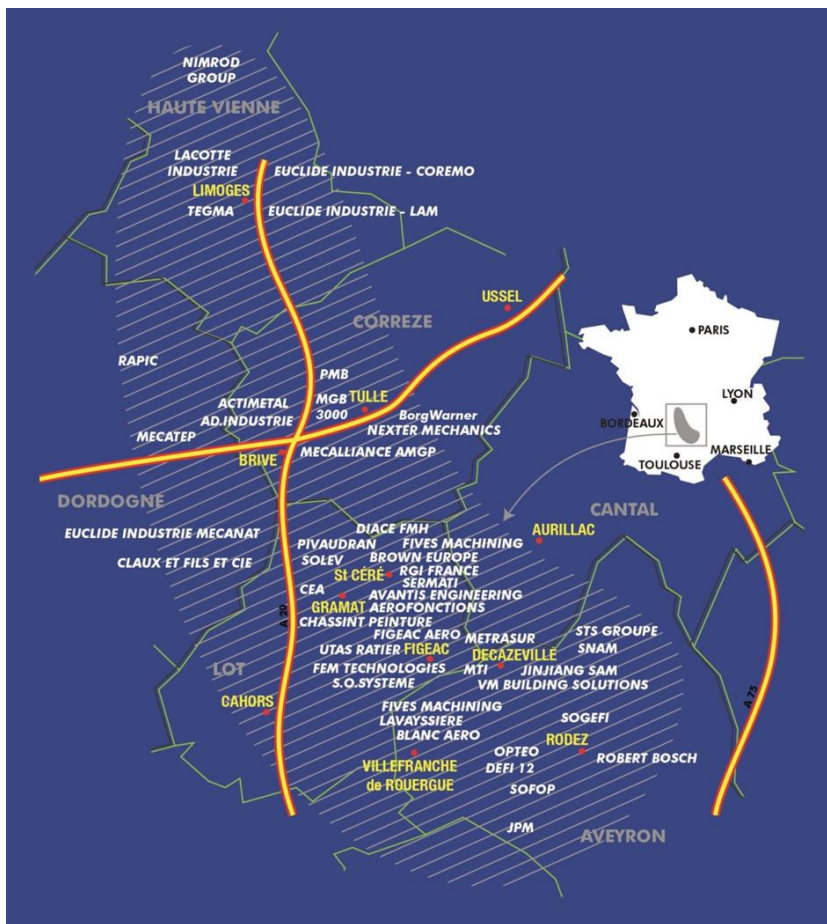 NIMROD
GROUP
HAUTE VIENNE
LACOTTE
INDUSTRIE
EUCLIDE INDUSTRIE - COREMO
LIMOGES
TEGMA
EUCLIDE INDUSTRIE - LAM
USSEL
CORREZE
PARIS
RAPIC
PMB
LYON
ACTIMETAL
MGB
3000
TULLE
AD.INDUSTRIE
BorgWarner
BORDEAUX
MECATEP
NEXTER MECHANICS
BRIVE
MECALLIANCE AMGP
MARSEILLE
TOULOUSE
DORDOGNE
CANTAL
EUCLIDE INDUSTRIE MECANAT
DIACE FMH
AURILLAC
PIVAUDRAN
FIVES MACHINING
CLAUX ET FILS ET CIE
SOLEV
BROWN EUROPE
St CÉRÉ
RGI FRANCE
SERMATI
CEA
AVANTIS ENGINEERING
GRAMAT
AEROFONCTIONS
A 20
CHASSINT PEINTURE
FIGEAC AERO
METRASUR
STS GROUPE
UTAS RATIER
FIGEAC
DECAZEVILLE
SNAM
LOT
FEM TECHNOLOGIES
MTI
JINJIANG SAM
S.O.SYSTEME
VM BUILDING SOLUTIONS
A 75
CAHORS
FIVES MACHINING
LAVAYSSIERE
SOGEFI
BLANC AERO
RODEZ
OPTEO
ROBERT BOSCH
VILLEFRANCHE
de ROUERGUE
DEFI 12
SOFOP
JPM
AVEYRON